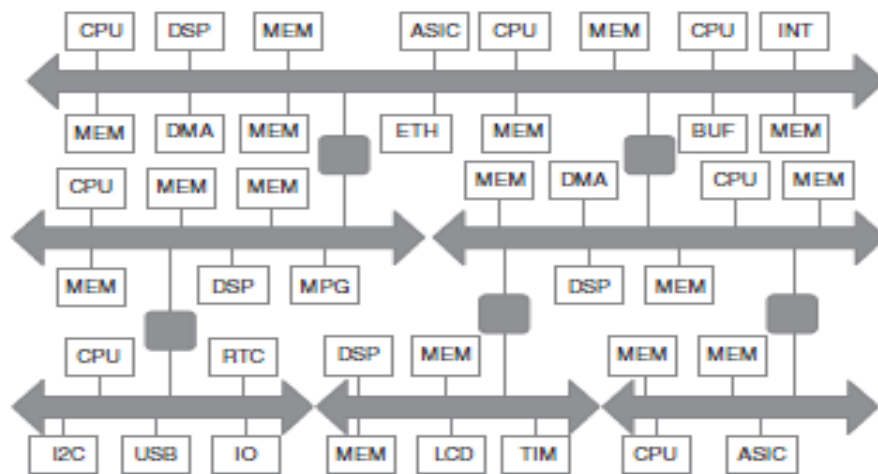 CPU DSP MEM ASIC CPU MEM CPU INT
MEM DMA MEM ETH MEM BUF MEM
CPU MEM MEM MEM DMA CPU MEM
MEM DSP MPG DSP MEM
CPU RTC DSP MEM MEM MEM
I2C USB IO MEM LCD TIM CPU ASIC